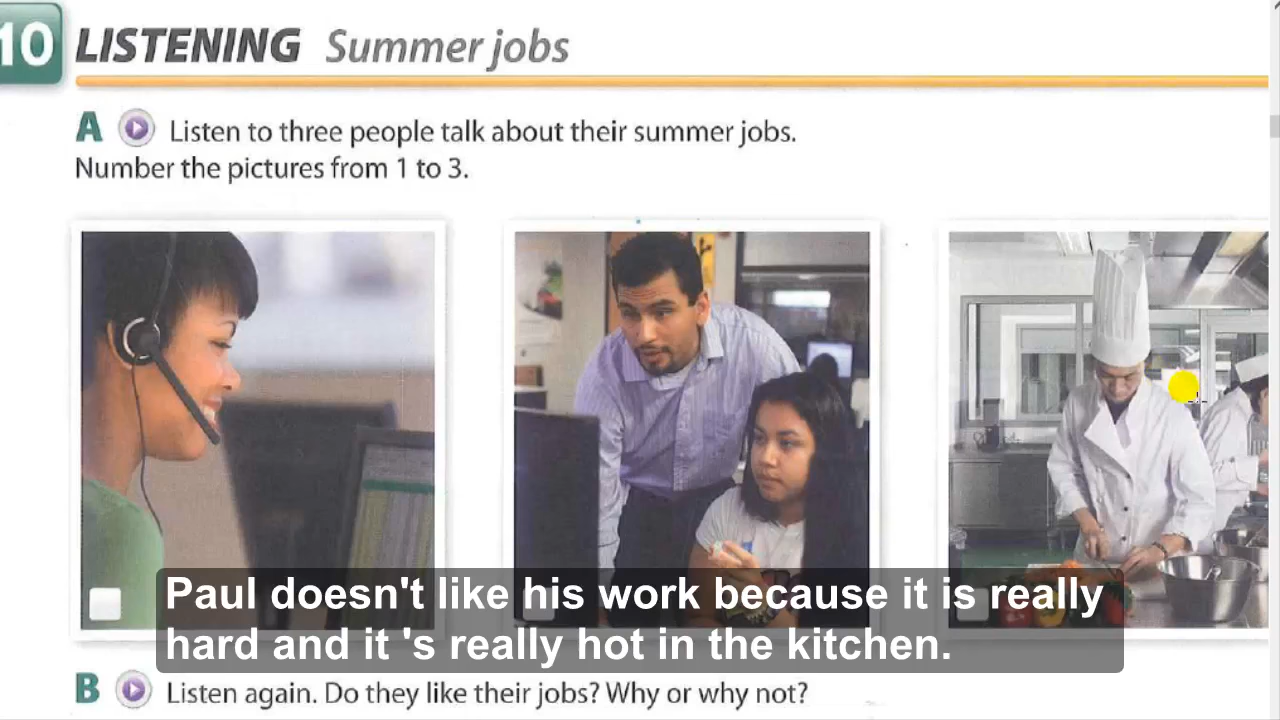 10 LISTENING Summer jobs
A Listen to three people talk about their summer jobs.
Number the pictures from 1 to 3.
Paul doesn't like his work because it is really
hard and it 's really hot in the kitchen.
B Listen again. Do they like their jobs? Why or why not?